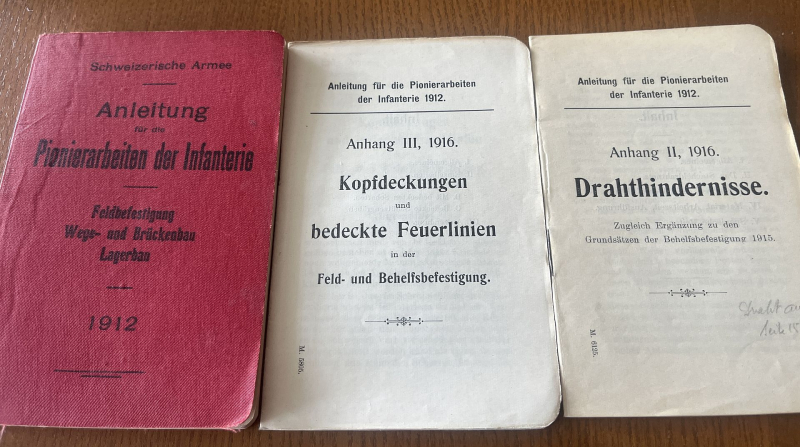 Schweizerische Armee
Anleitung
für die
Pionierarbeiten der Infanterie
Feldbefestigung
Wege- und Brückenbau
Lagerbau
1912
Anleitung für die Pionierarbeiten
der Infanterie 1912.
Anhang III, 1916.
Kopfdeckungen
und
bedeckte Feuerlinien
in der
Feld- und Behelfsbefestigung.
Anleitung für die Pionierarbeiten
der Infanterie 1912.
Anhang II, 1916.
Drahthindernisse.
Zugleich Ergänzung zu den
Grundsätzen der Behelfsbefestigung 1915.
M. 6125.